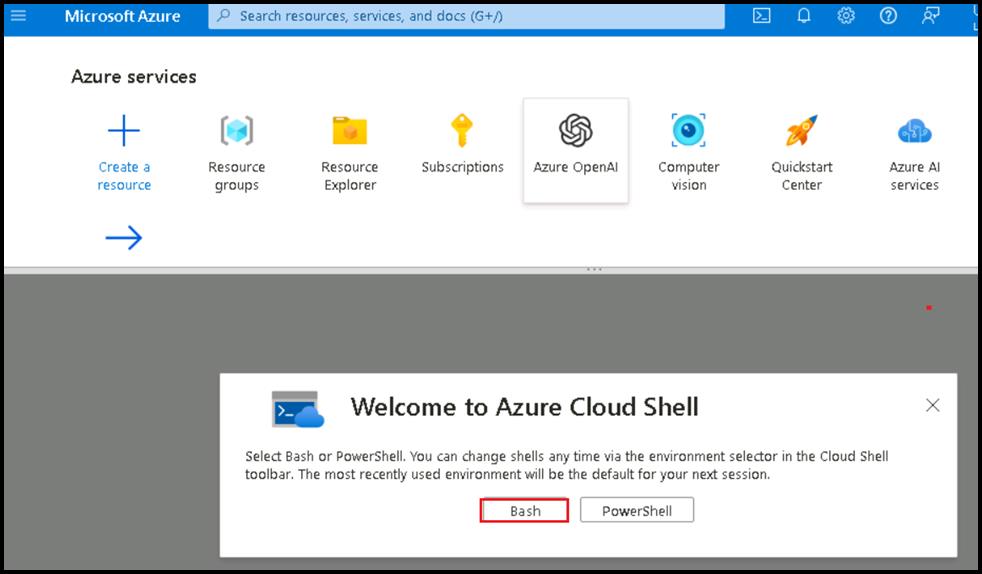 Microsoft Azure
Search resources, services, and docs (G+/)
Azure services
Create a
resource
Resource
groups
Resource
Explorer
Subscriptions
Azure OpenAI
Computer
vision
Quickstart
Center
Azure AI
services
Welcome to Azure Cloud Shell
Select Bash or PowerShell. You can change shells any time via the environment selector in the Cloud Shell
toolbar. The most recently used environment will be the default for your next session.
Bash
PowerShell